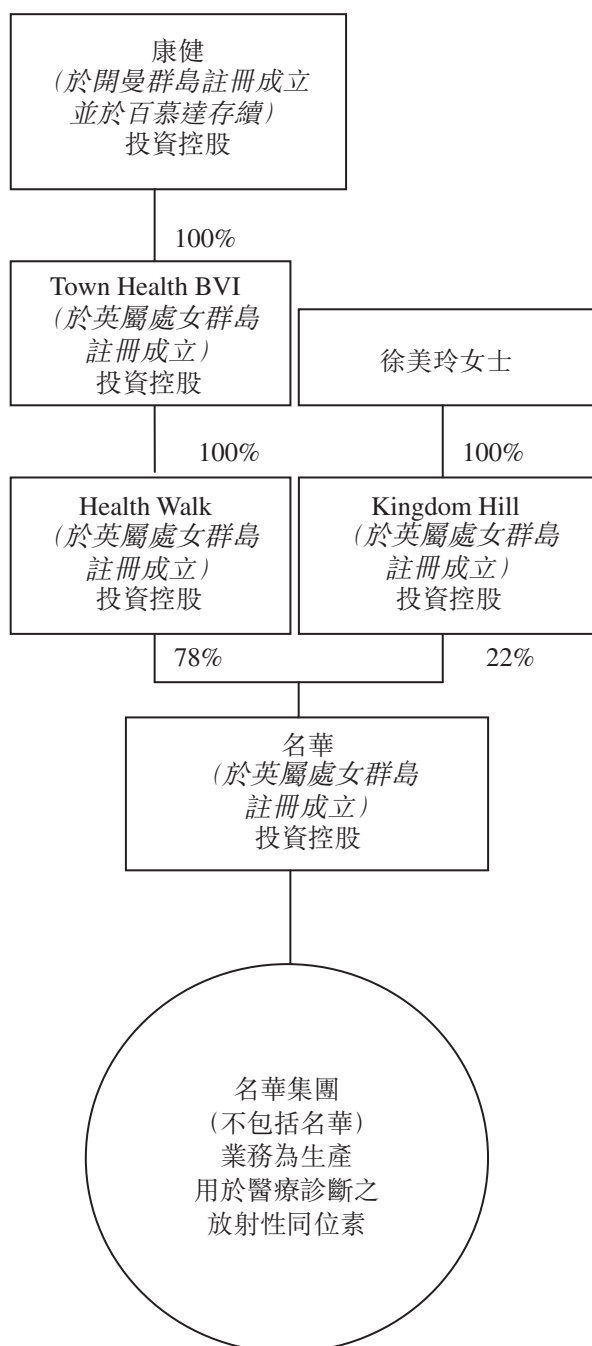 康健
(於開曼群島註冊成立
並於百慕達存續)
投資控股
100%
Town Health BVI
(於英屬處女群島
註冊成立)
投資控股
徐美玲女士
100%
100%
Health Walk
(於英屬處女群島
註冊成立)
投資控股
Kingdom Hill
(於英屬處女群島
註冊成立)
投資控股
78%
22%
名華
(於英屬處女群島
註冊成立)
投資控股
名華集團
(不包括名華)
業務為生產
用於醫療診斷之
放射性同位素